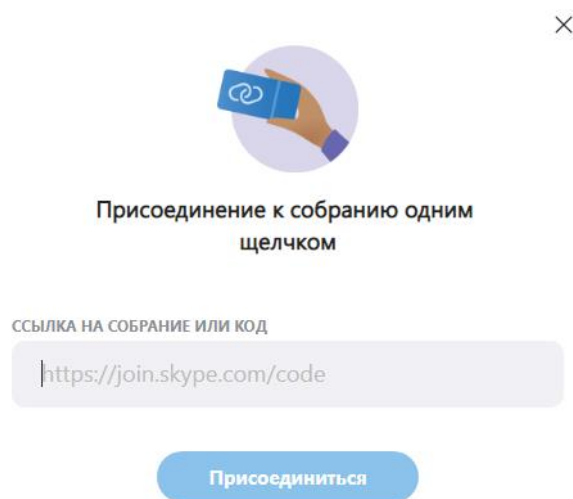 Присоединение к собранию одним
щелчком
ССЫЛКА НА СОБРАНИЕ ИЛИ КОД
https://join.skype.com/code
Присоединиться